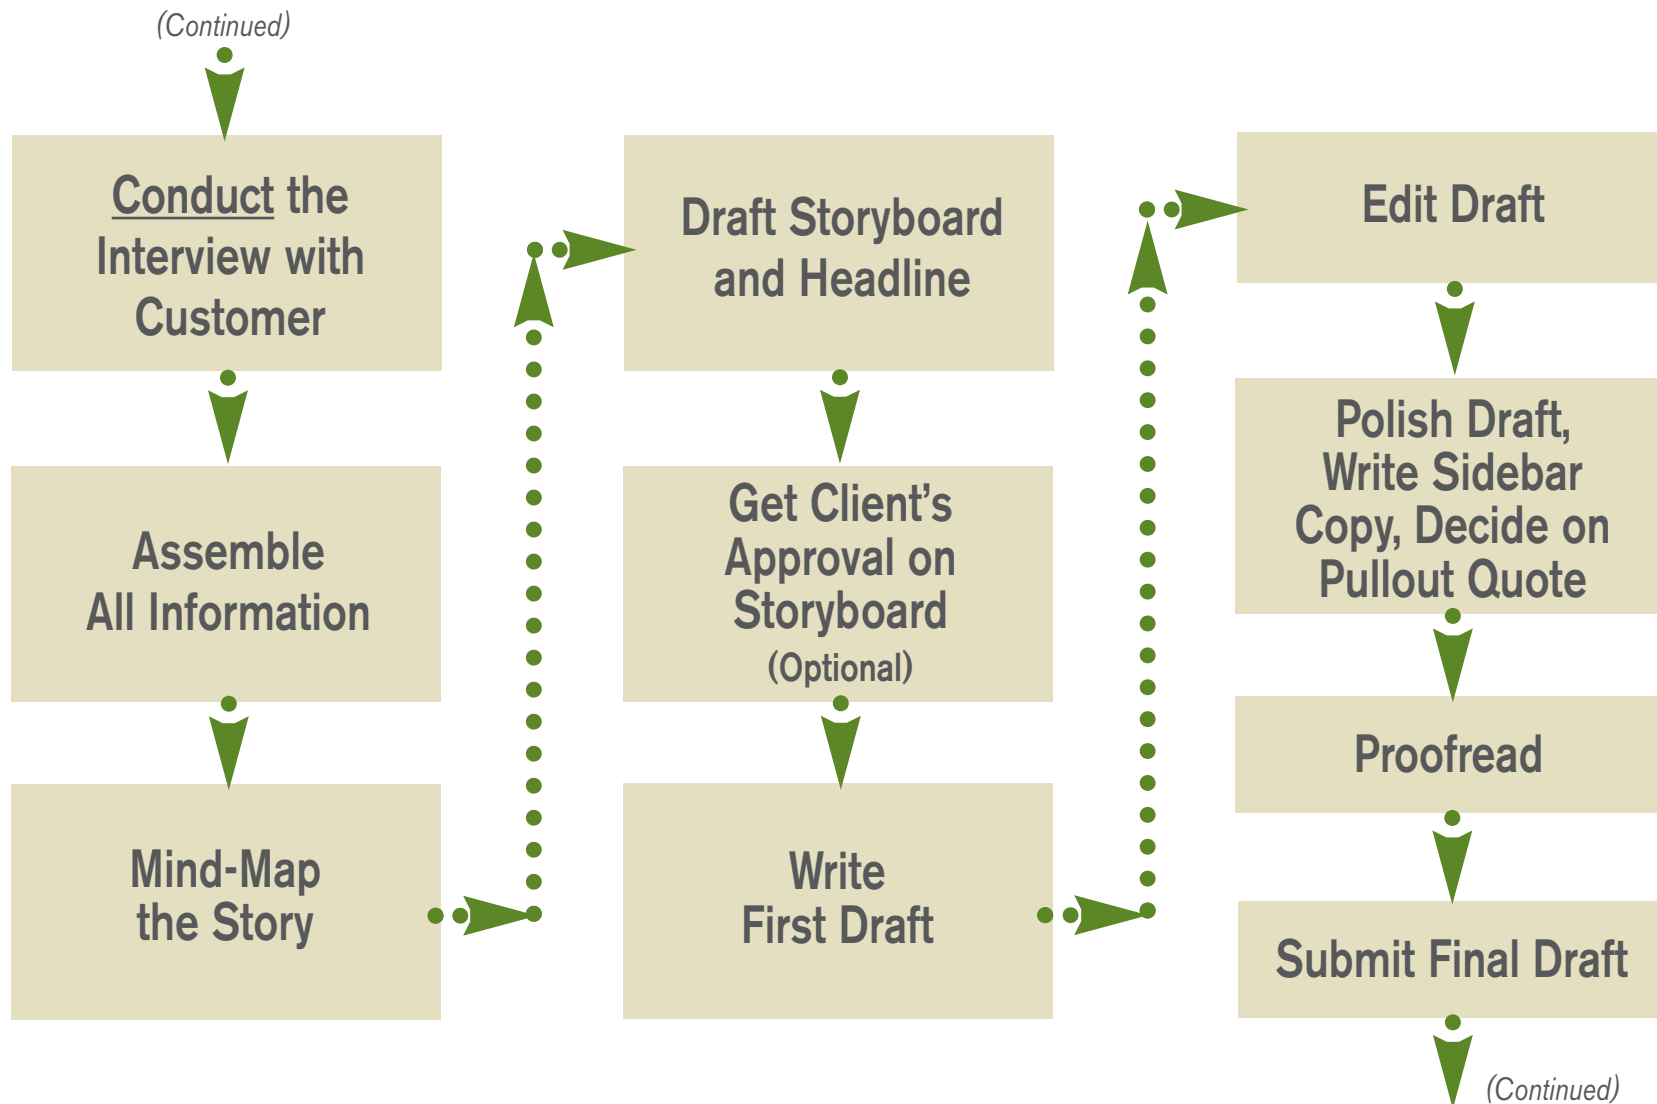 (Continued)
Conduct the
Interview with
Customer
Assemble
All Information
Mind-Map
the Story
Draft Storyboard
and Headline
Get Client’s
Approval on
Storyboard
(Optional)
Write
First Draft
Edit Draft
Polish Draft,
Write Sidebar
Copy, Decide on
Pullout Quote
Proofread
Submit Final Draft
(Continued)